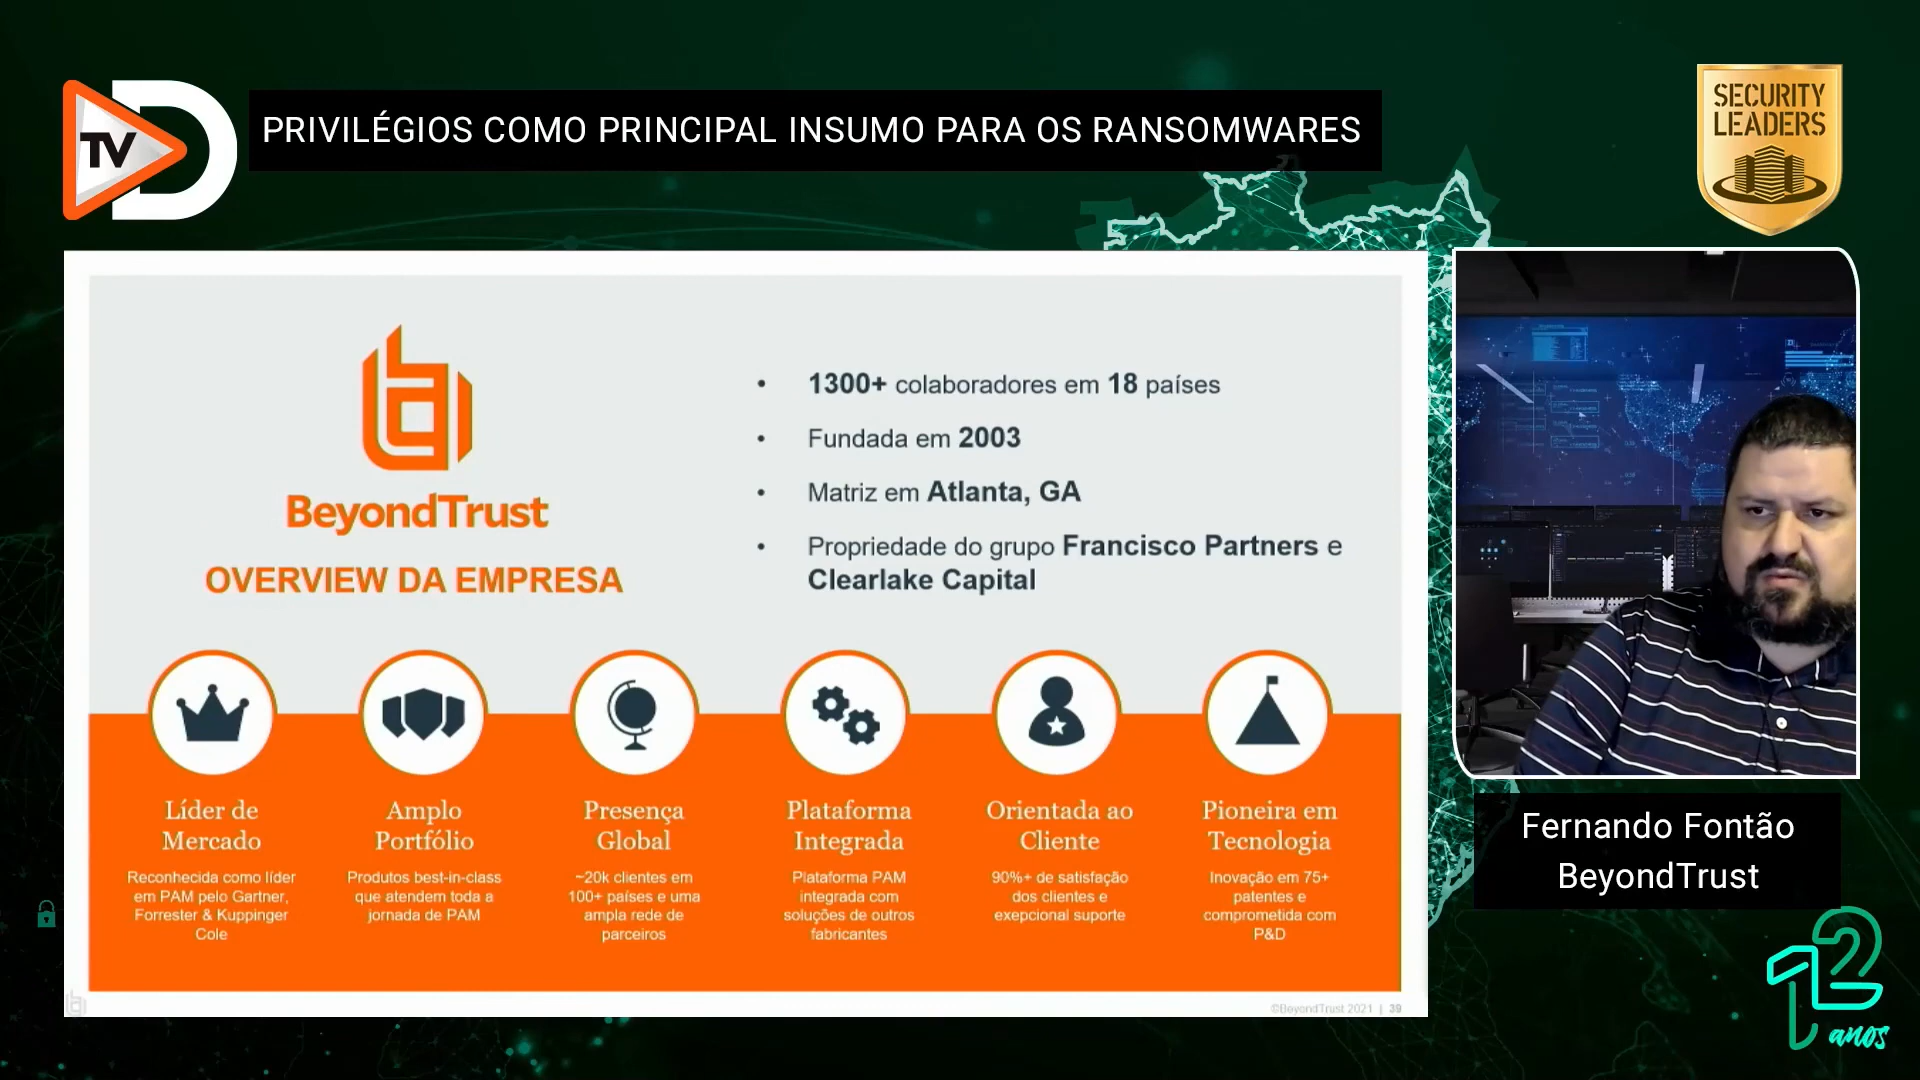 TV D
PRIVILÉGIOS COMO PRINCIPAL INSUMO PARA OS RANSOMWARES
SECURITY
LEADERS
BeyondTrust
OVERVIEW DA EMPRESA
• 1300+ colaboradores em 18 países
• Fundada em 2003
• Matriz em Atlanta, GA
• Propriedade do grupo Francisco Partners e
Clearlake Capital
Líder de
Mercado
Reconhecida como líder
em PAM pelo Gartner,
Forrester & Kuppinger
Cole
Amplo
Portfólio
Produtos best-in-class
que atendem toda a
jornada de PAM
Presença
Global
~20k clientes em
100+ países e uma
ampla rede de
parceiros
Plataforma
Integrada
Plataforma PAM
integrada com
soluções de outros
fabricantes
Orientada ao
Cliente
90%+ de satisfação
dos clientes e
exepcional suporte
Pioneira em
Tecnologia
Inovação em 75+
patentes e
comprometida com
P&D
©BeyondTrust 2021 | 39
Fernando Fontão
BeyondTrust
12
anos